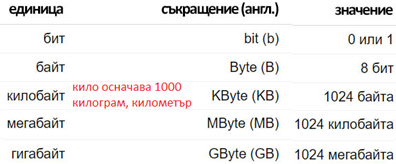 единица съкращение (англ.) значение
бит bit (b) 0 или 1
байт Byte (B) 8 бит
килобайт кило означава 1000 KByte (KB) 1024 байта
килограм, километър
мегабайт MByte (MB) 1024 килобайта
гигабайт GByte (GB) 1024 мегабайта